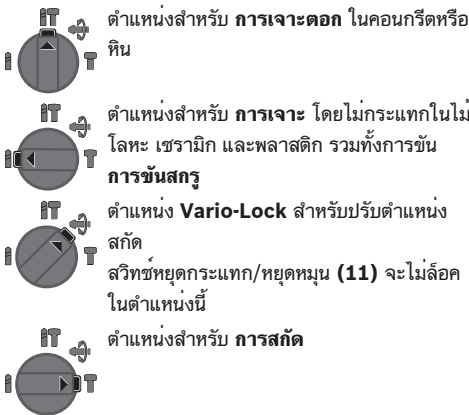 ตำแหน่งสำหรับ การเจาะตอก ในคอนกรีตหรือ
หิน
ตำแหน่งสำหรับ การเจาะ โดยไม่กระแทกในไม้
โลหะ เซรามิก และพลาสติก รวมทั้งการขัน
การขันสกรู
ตำแหน่ง Vario-Lock สำหรับปรับตำแหน่ง
สกัด
สวิทช์หยุดกระแทก/หยุดหมุน (11) จะไม่ล็อค
ในตำแหน่งนี้
ตำแหน่งสำหรับ การสกัด